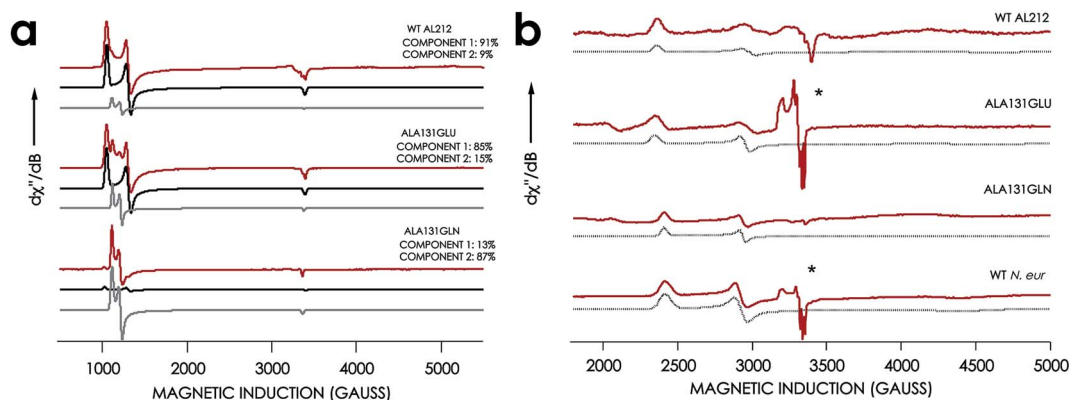 a
WT AL212
COMPONENT 1: 91%
COMPONENT 2: 9%
ALA131GLU
COMPONENT 1: 85%
COMPONENT 2: 15%
ALA131GLN
COMPONENT 1: 13%
COMPONENT 2: 87%
dχ"/dB
1000 2000 3000 4000 5000
MAGNETIC INDUCTION (GAUSS)
b
WT AL212
*
ALA131GLU
ALA131GLN
*
WT N. eur
dχ"/dB
2000 2500 3000 3500 4000 4500 5000
MAGNETIC INDUCTION (GAUSS)